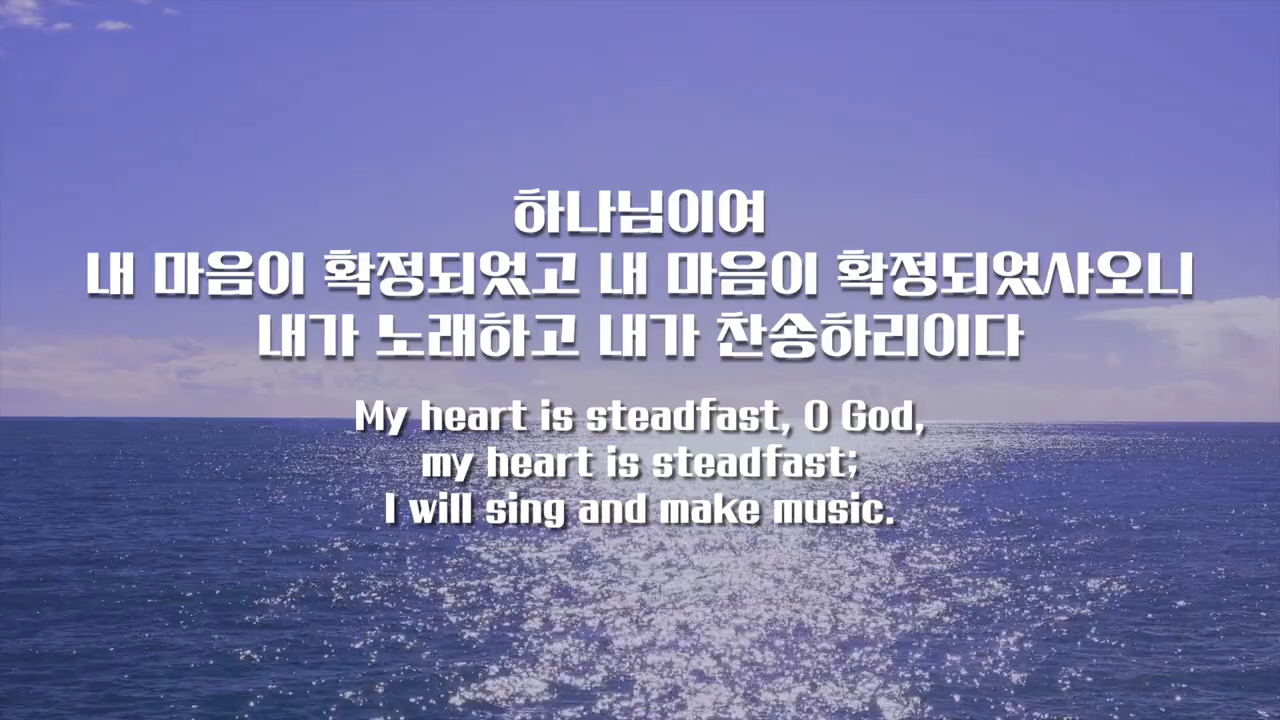 하나님이여
내 마음이 확정되었고 내 마음이 확정되었사오니
내가 노래하고 내가 찬송하리이다
My heart is steadfast, O God,
my heart is steadfast;
I will sing and make music.